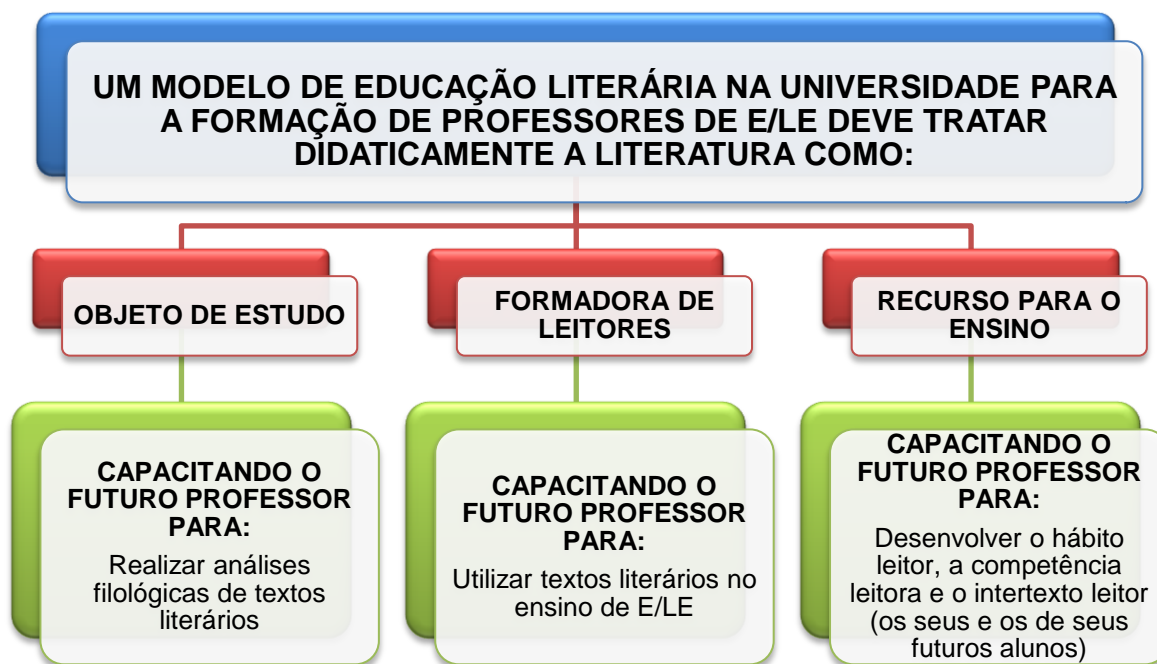 UM MODELO DE EDUCAÇÃO LITERÁRIA NA UNIVERSIDADE PARA
A FORMAÇÃO DE PROFESSORES DE E/LE DEVE TRATAR
DIDATICAMENTE A LITERATURA COMO:
OBJETO DE ESTUDO
FORMADORA DE
LEITORES
RECURSO PARA O
ENSINO
CAPACITANDO O
FUTURO PROFESSOR
PARA:
Realizar análises
filológicas de textos
literários
CAPACITANDO O
FUTURO PROFESSOR
PARA:
Utilizar textos literários no
ensino de E/LE
CAPACITANDO O
FUTURO PROFESSOR
PARA:
Desenvolver o hábito
leitor, a competência
leitora e o intertexto leitor
(os seus e os de seus
futuros alunos)